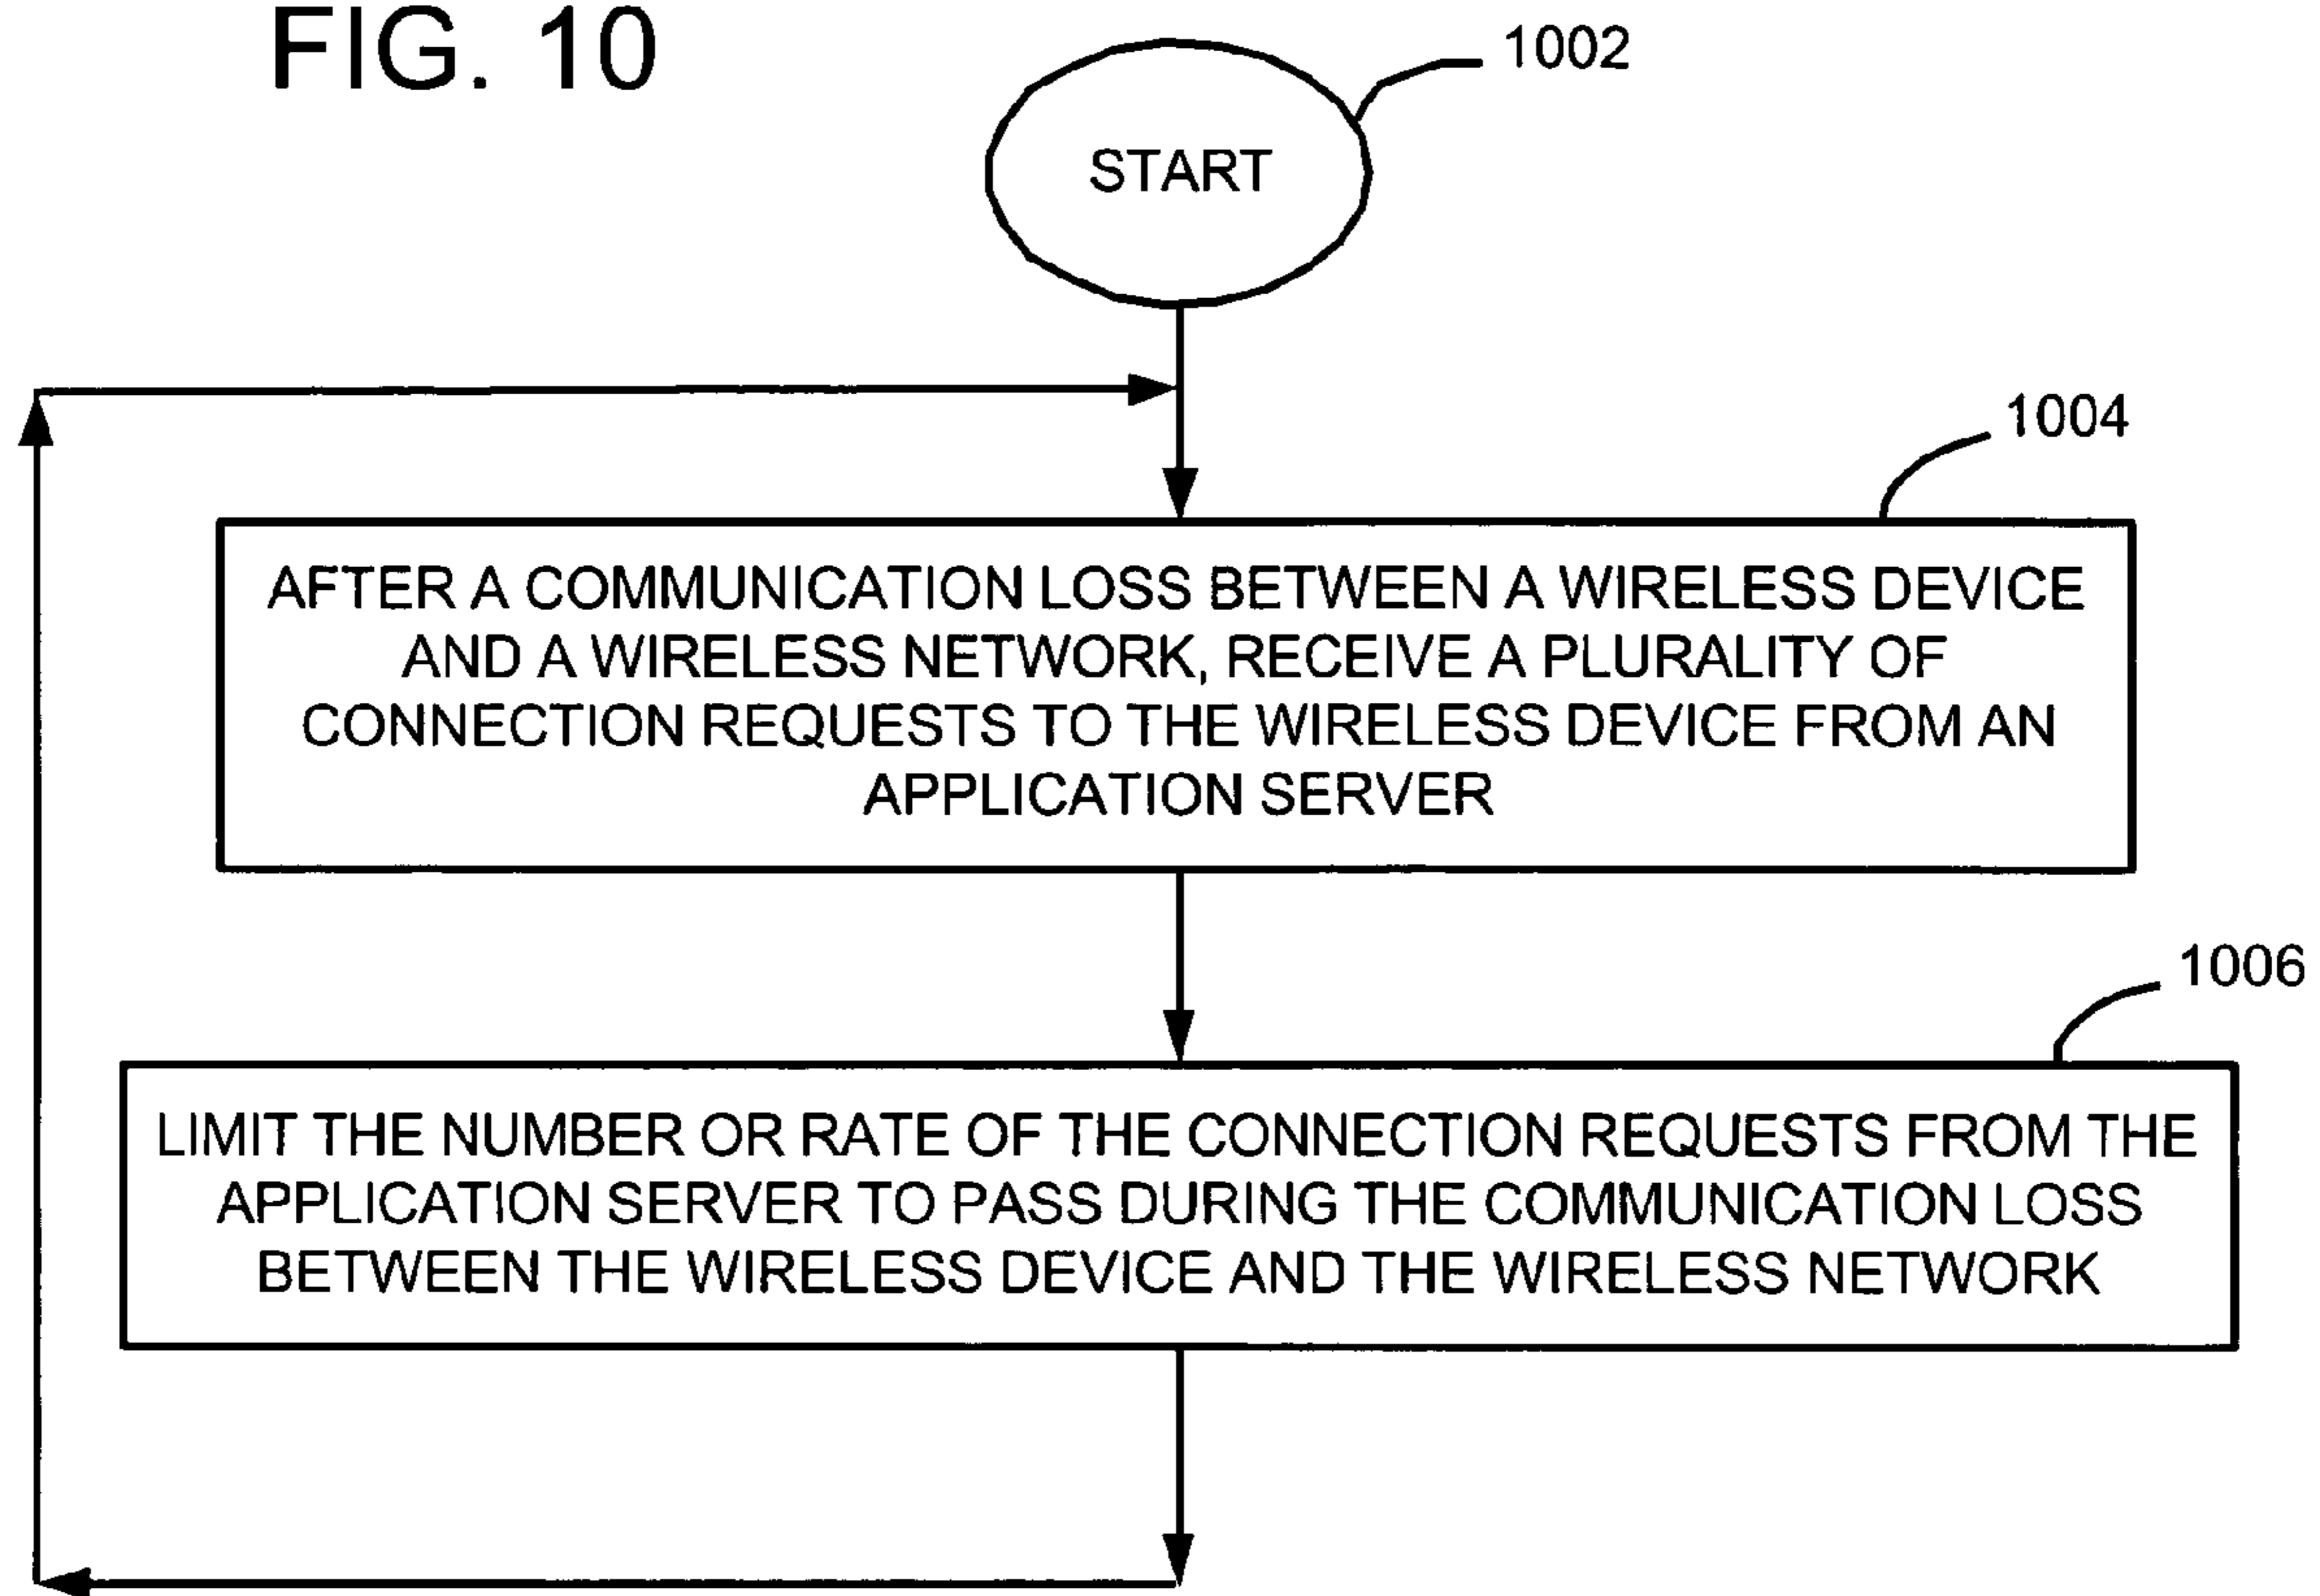 FIG. 10
1002
START
1004
AFTER A COMMUNICATION LOSS BETWEEN A WIRELESS DEVICE
AND A WIRELESS NETWORK, RECEIVE A PLURALITY OF
CONNECTION REQUESTS TO THE WIRELESS DEVICE FROM AN
APPLICATION SERVER
1006
LIMIT THE NUMBER OR RATE OF THE CONNECTION REQUESTS FROM THE
APPLICATION SERVER TO PASS DURING THE COMMUNICATION LOSS
BETWEEN THE WIRELESS DEVICE AND THE WIRELESS NETWORK